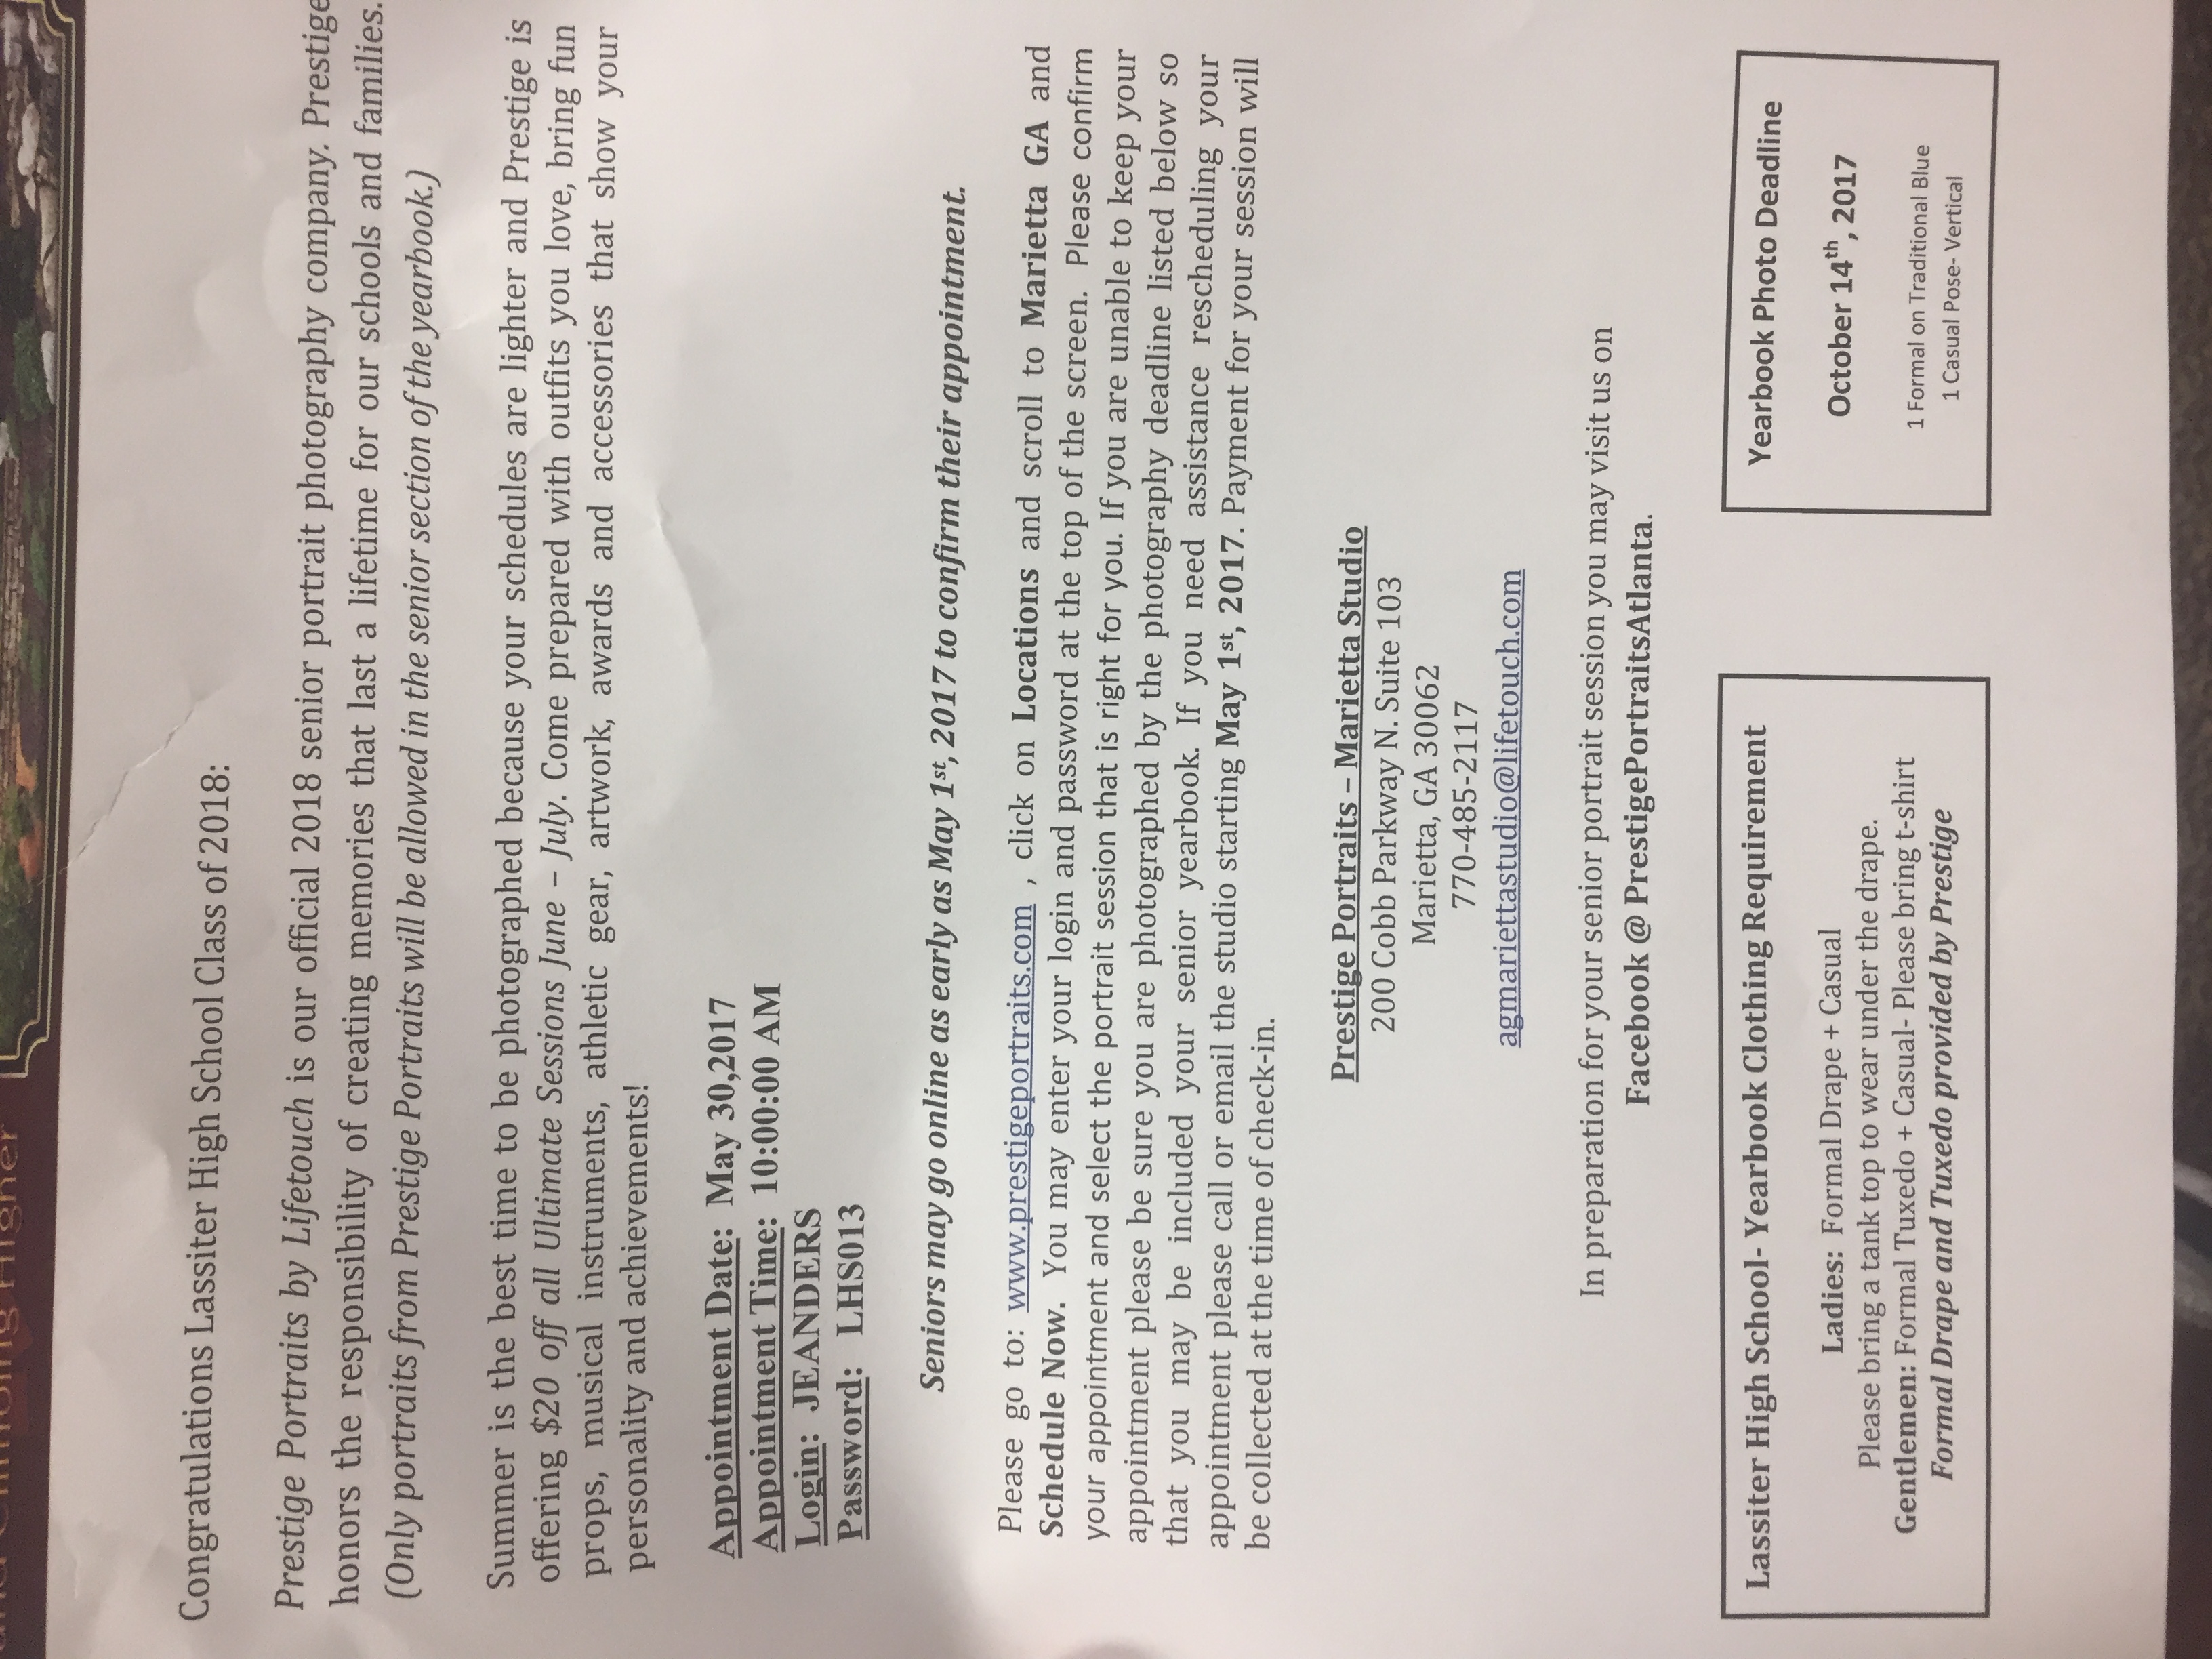 and Climbing Higher
Congratulations Lassiter High School Class of 2018:
Prestige Portraits by Lifetouch is our official 2018 senior portrait photography company. Prestige
honors the responsibility of creating memories that last a lifetime for our schools and families.
(Only portraits from Prestige Portraits will be allowed in the senior section of the yearbook.)
Summer is the best time to be photographed because your schedules are lighter and Prestige is
offering $20 off all Ultimate Sessions June – July. Come prepared with outfits you love, bring fun
props, musical instruments, athletic gear, artwork, awards and accessories that show your
personality and achievements!
Appointment Date: May 30,2017
Appointment Time: 10:00:00 AM
Login: JEANDERS
Password: LHS013
Seniors may go online as early as May 1st, 2017 to confirm their appointment.
Please go to: www.prestigeportraits.com , click on Locations and scroll to Marietta GA and
Schedule Now. You may enter your login and password at the top of the screen. Please confirm
your appointment and select the portrait session that is right for you. If you are unable to keep your
appointment please be sure you are photographed by the photography deadline listed below so
that you may be included your senior yearbook. If you need assistance rescheduling your
appointment please call or email the studio starting May 1st, 2017. Payment for your session will
be collected at the time of check-in.
Prestige Portraits – Marietta Studio
200 Cobb Parkway N. Suite 103
Marietta, GA 30062
770-485-2117
agmariettastudio@lifetouch.com
In preparation for your senior portrait session you may visit us on
Facebook @ PrestigePortraitsAtlanta.
Lassiter High School- Yearbook Clothing Requirement
Ladies: Formal Drape + Casual
Please bring a tank top to wear under the drape.
Gentlemen: Formal Tuxedo + Casual- Please bring t-shirt
Formal Drape and Tuxedo provided by Prestige
Yearbook Photo Deadline
October 14th, 2017
1 Formal on Traditional Blue
1 Casual Pose- Vertical